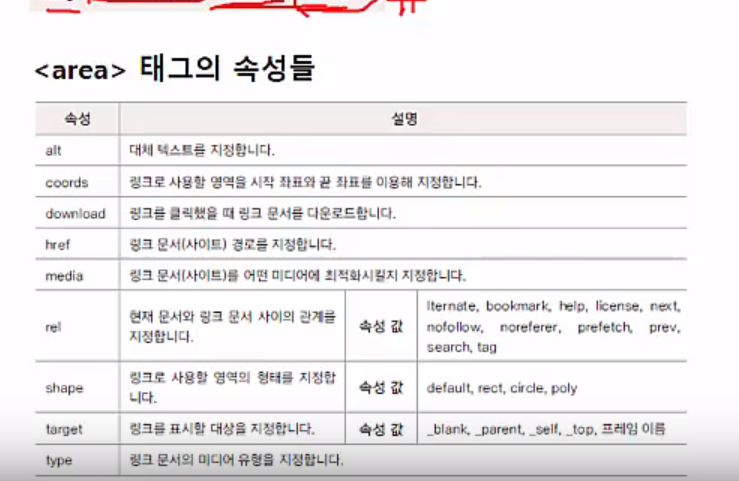 <area> 태그의 속성들
속성 설명
alt 대체 텍스트를 지정합니다.
coords 링크로 사용할 영역을 시작 좌표와 끝 좌표를 이용해 지정합니다.
download 링크를 클릭했을 때 링크 문서를 다운로드합니다.
href 링크 문서(사이트) 경로를 지정합니다.
media 링크 문서(사이트)를 어떤 미디어에 최적화시킬지 지정합니다.
rel 현재 문서와 링크 문서 사이의 관계를
지정합니다.
속성 값
lternate, bookmark, help, license, next,
nofollow, noreferer, prefetch, prev,
search, tag
shape 링크로 사용할 영역의 형태를 지정합
니다.
속성 값 default, rect, circle, poly
target 링크를 표시할 대상을 지정합니다. 속성 값 _blank, _parent, _self, _top, 프레임 이름
type 링크 문서의 미디어 유형을 지정합니다.